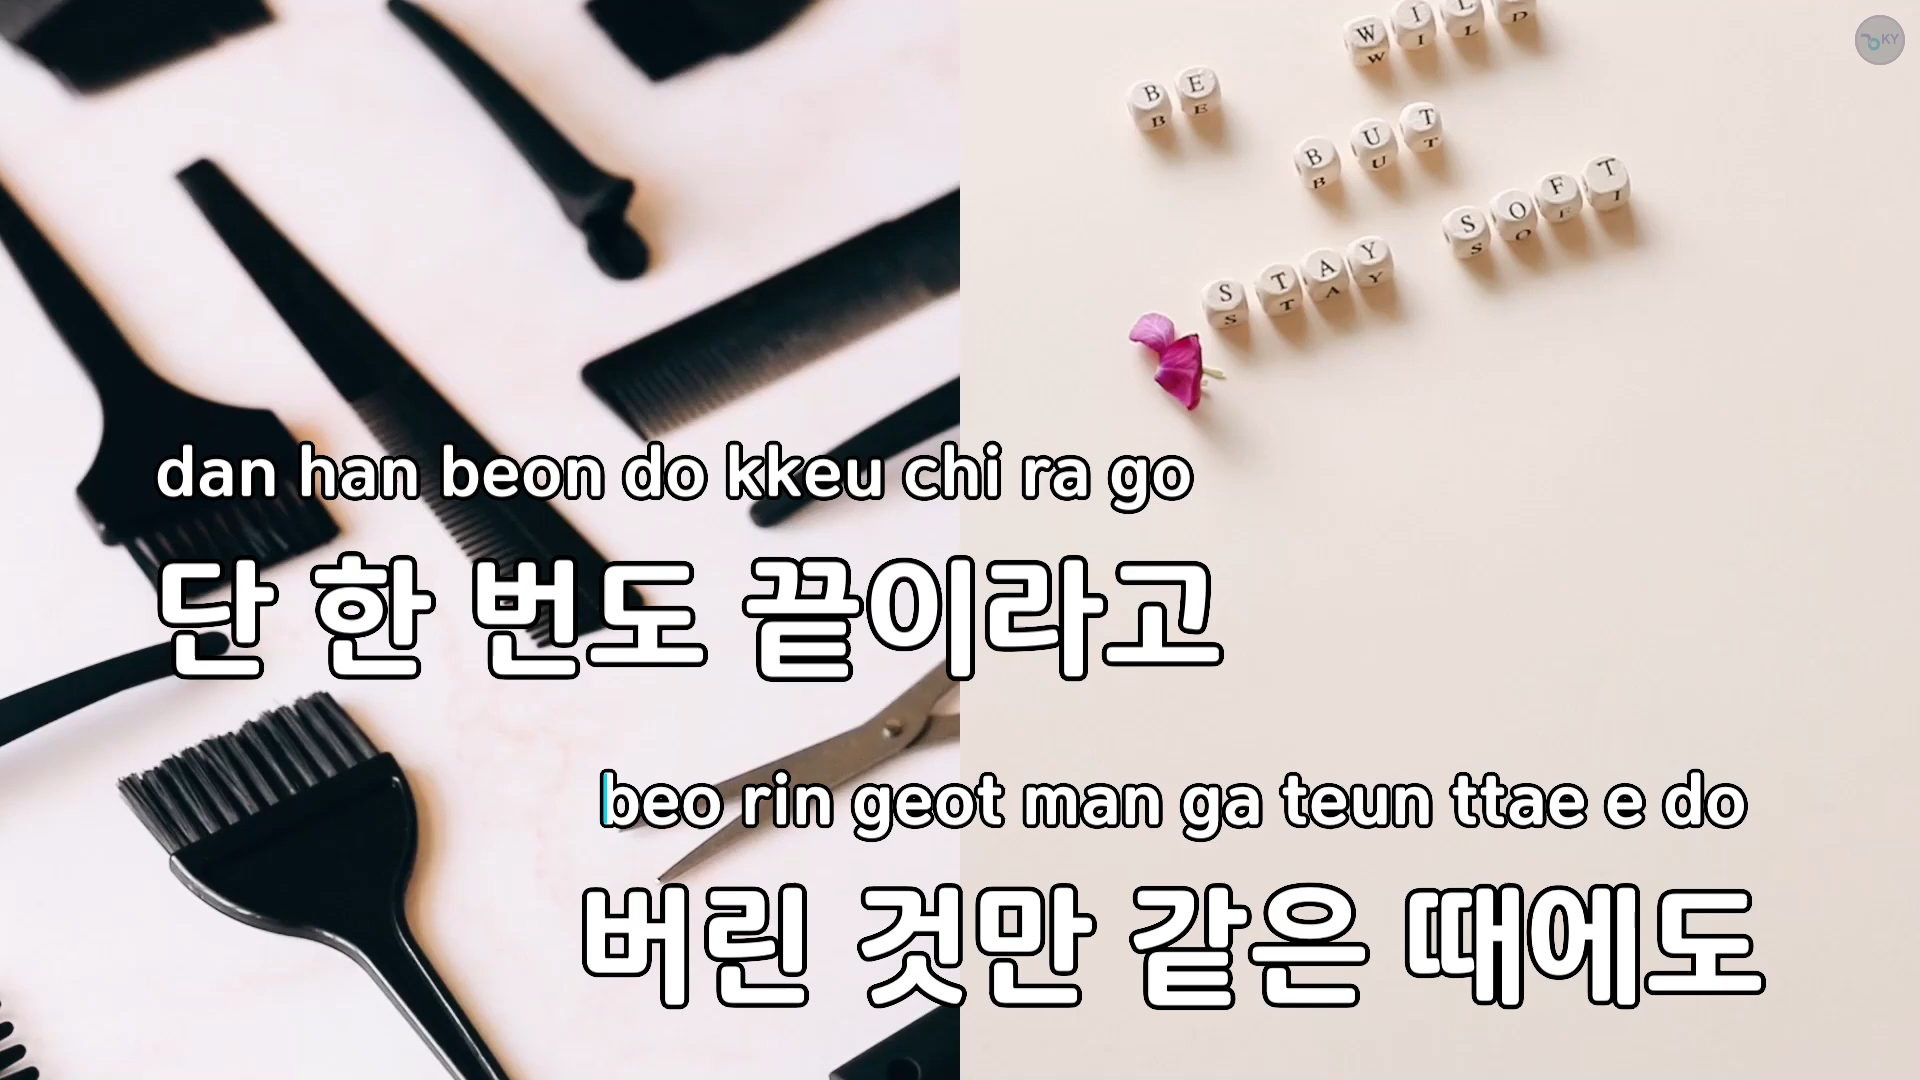 WILD
BE
BUT
SOFT
STAY
KY
dan han beon do kkeu chi ra go
단 한 번도 끝이라고
beo rin geot man ga teun ttae e do
버린 것만 같은 때에도